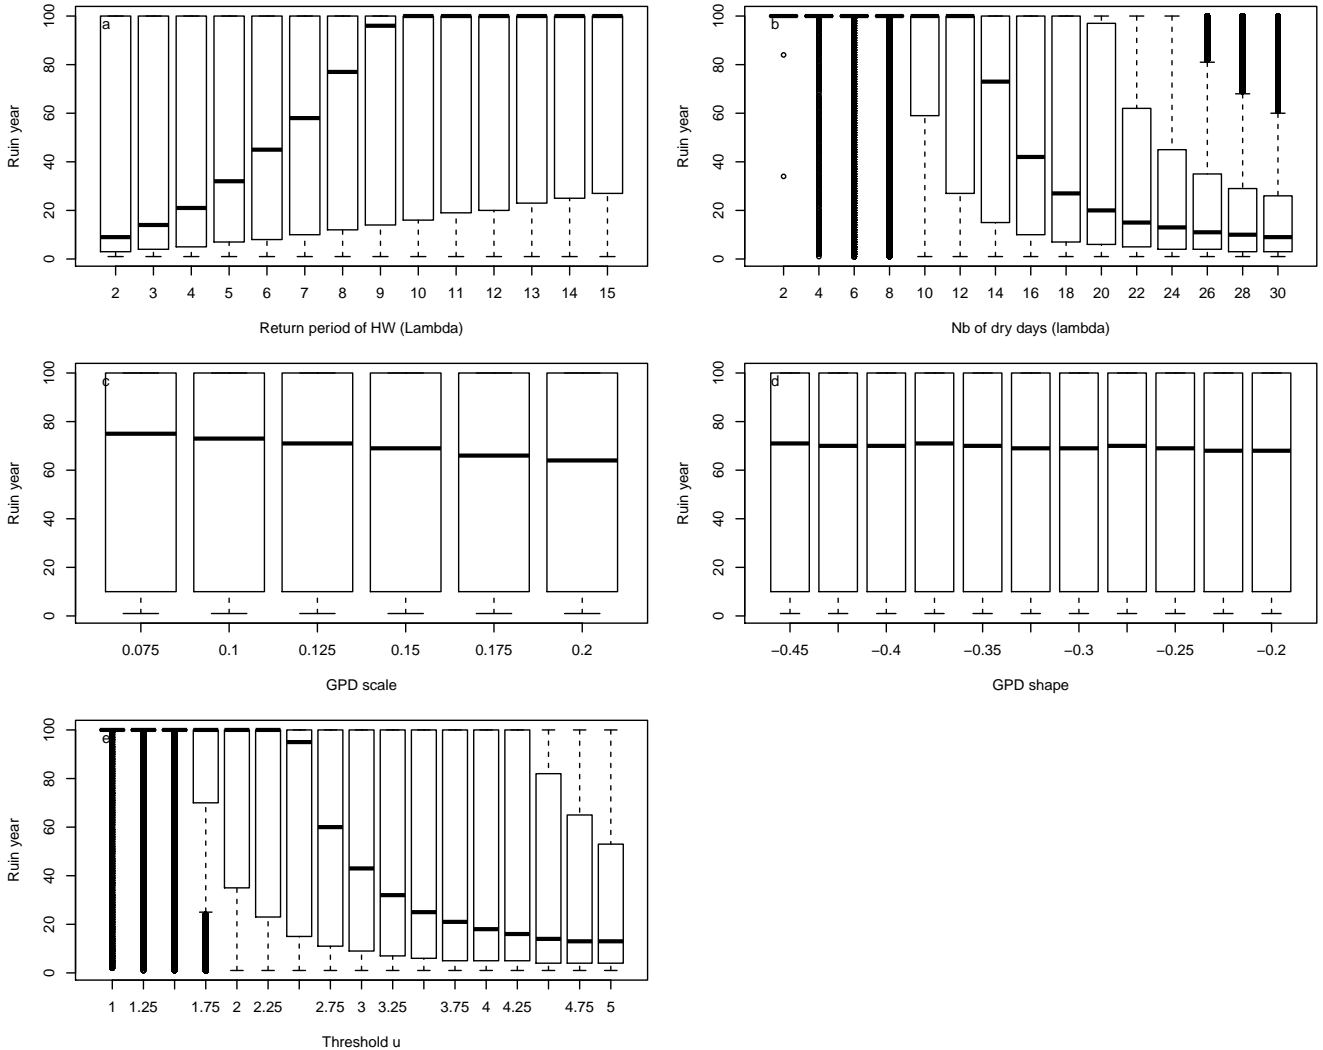 a
Ruin year
100
80
60
40
20
0
2 3 4 5 6 7 8 9 10 11 12 13 14 15
Return period of HW (Lambda)
b
Ruin year
100
80
60
40
20
0
2 4 6 8 10 12 14 16 18 20 22 24 26 28 30
Nb of dry days (lambda)
c
Ruin year
100
80
60
40
20
0
0.075 0.1 0.125 0.15 0.175 0.2
GPD scale
d
Ruin year
100
80
60
40
20
0
−0.45 −0.4 −0.35 −0.3 −0.25 −0.2
GPD shape
e
Ruin year
100
80
60
40
20
0
1 1.25 1.75 2 2.25 2.75 3 3.25 3.75 4 4.25 4.75 5
Threshold u